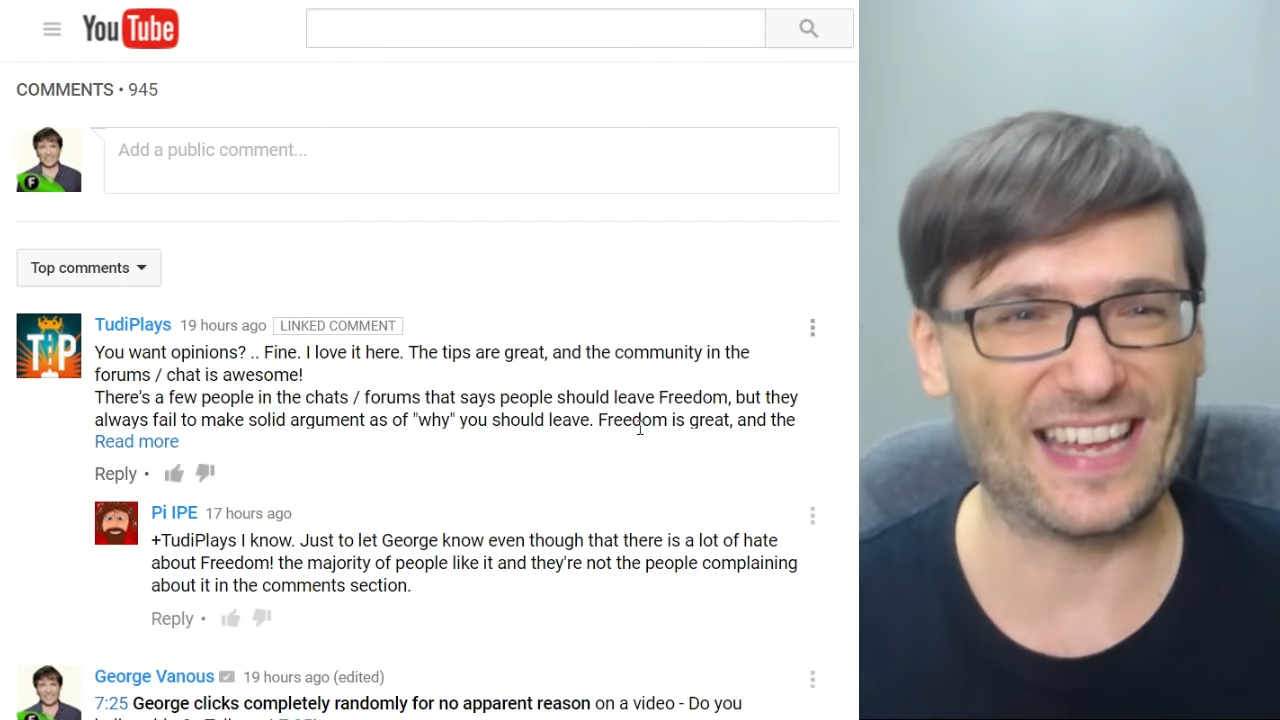 YouTube
COMMENTS • 945
Add a public comment...
Top comments
TudiPlays 19 hours ago LINKED COMMENT
You want opinions? .. Fine. I love it here. The tips are great, and the community in the
forums / chat is awesome!
There's a few people in the chats / forums that says people should leave Freedom, but they
always fail to make solid argument as of "why" you should leave. Freedom is great, and the
Read more
Reply •
Pi IPE 17 hours ago
+TudiPlays I know. Just to let George know even though that there is a lot of hate
about Freedom! the majority of people like it and they're not the people complaining
about it in the comments section.
Reply •
George Vanous 19 hours ago (edited)
7:25 George clicks completely randomly for no apparent reason on a video - Do you